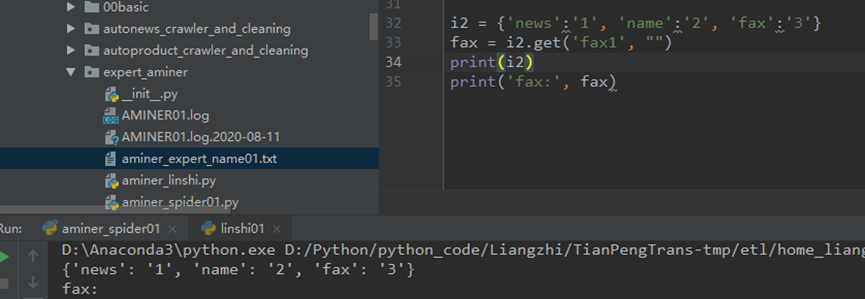 00basic
autonews_crawler_and_cleaning
autoproduct_crawler_and_cleaning
expert_aminer
__init__.py
AMINER01.log
AMINER01.log.2020-08-11
aminer_expert_name01.txt
aminer_linshi.py
aminer_spider01.py
31
32 i2 = {'news':'1', 'name':'2', 'fax':'3'}
33 fax = i2.get('fax1', "")
34 print(i2)
35 print('fax:', fax)
Run: aminer_spider01 linshi01
D:\Anaconda3\python.exe D:/Python/python_code/Liangzhi/TianPengTrans-tmp/etl/home_liang
{'news': '1', 'name': '2', 'fax': '3'}
fax: